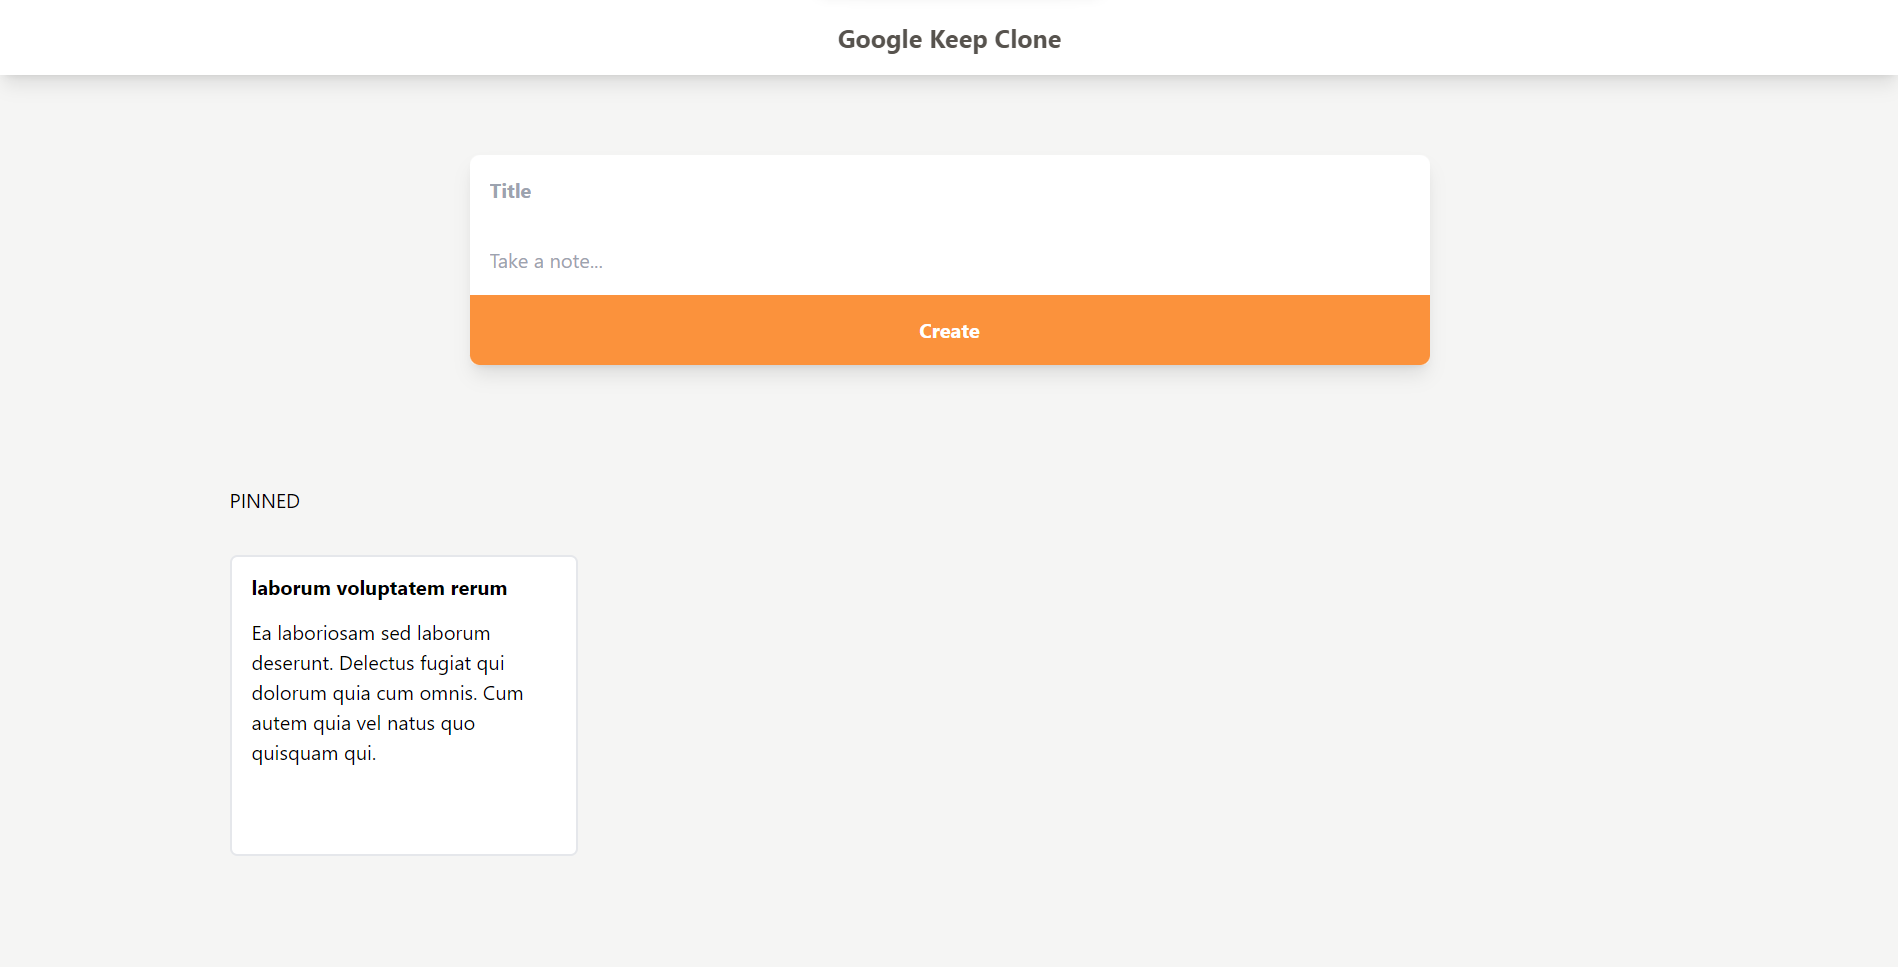 Google Keep Clone
Title
Take a note...
Create
PINNED
laborum voluptatem rerum
Ea laboriosam sed laborum
deserunt. Delectus fugiat qui
dolorum quia cum omnis. Cum
autem quia vel natus quo
quisquam qui.